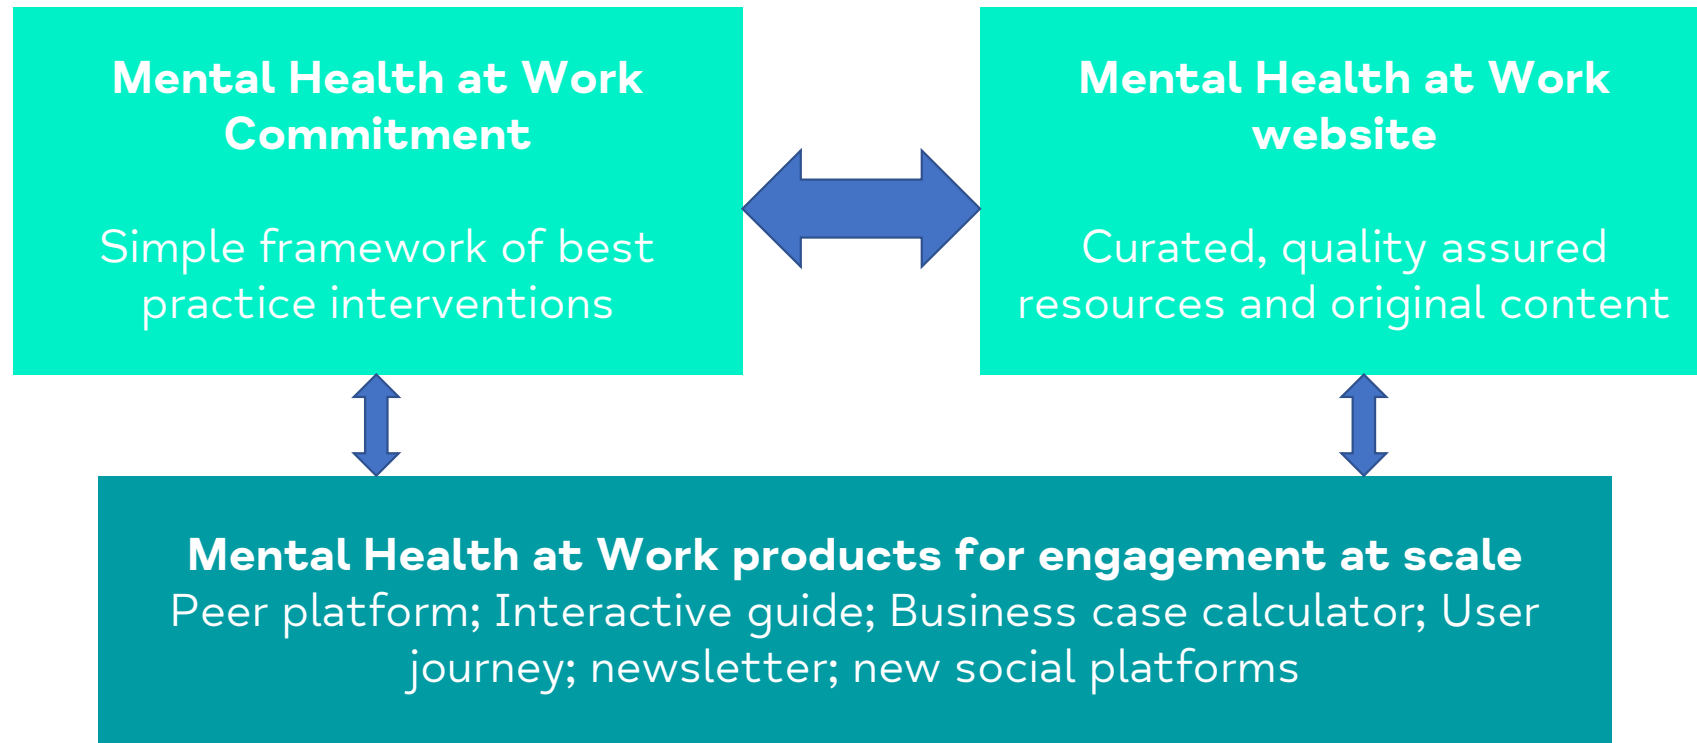 Mental Health at Work
Commitment
Simple framework of best
practice interventions
Mental Health at Work
website
Curated, quality assured
resources and original content
Mental Health at Work products for engagement at scale
Peer platform; Interactive guide; Business case calculator; User
journey; newsletter; new social platforms